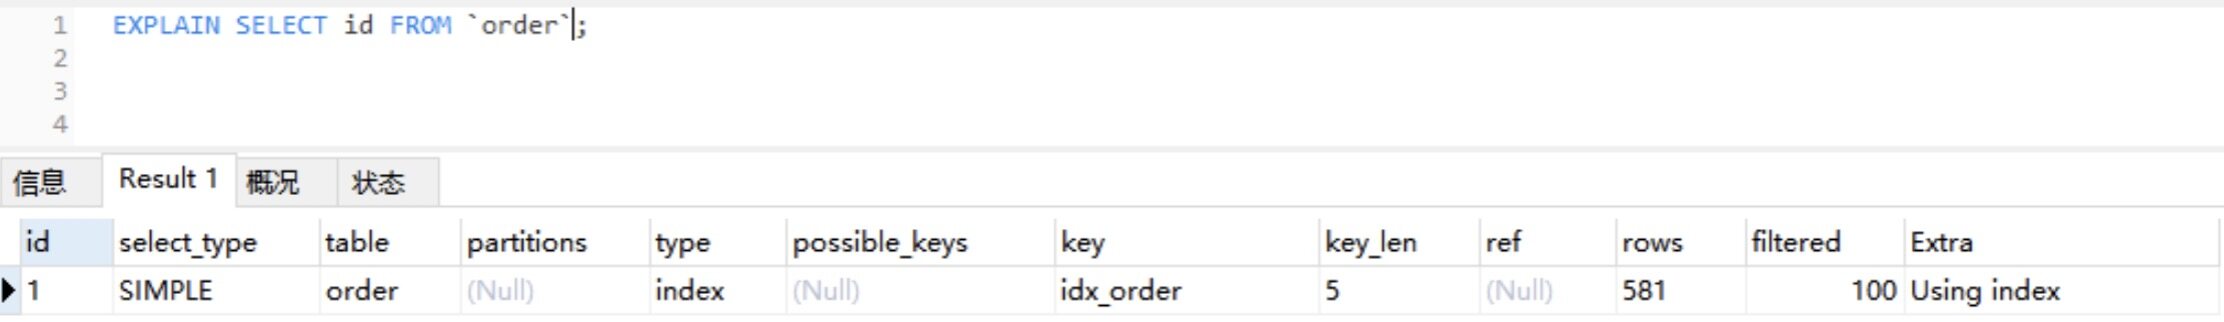 1 EXPLAIN SELECT id FROM `order`;
2
3
4
信息 Result 1 概况 状态
id select_type table partitions type possible_keys key key_len ref rows filtered Extra
1 SIMPLE order (Null) index (Null) idx_order 5 (Null) 581 100 Using index